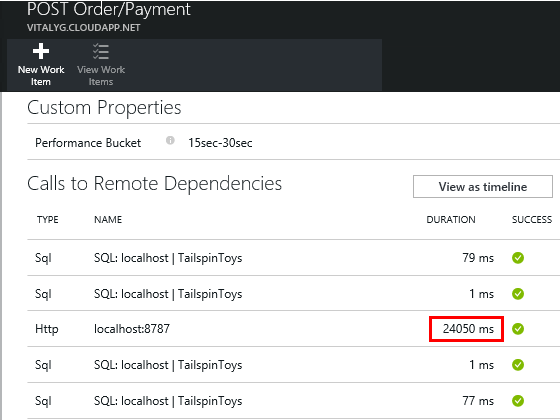 POST Order/Payment
VITALYG.CLOUDAPP.NET
New Work Item
View Work Items
Custom Properties
Performance Bucket 15sec-30sec
Calls to Remote Dependencies
View as timeline
TYPE NAME DURATION SUCCESS
Sql SQL: localhost | TailspinToys 79 ms
Sql SQL: localhost | TailspinToys 1 ms
Http localhost:8787 24050 ms
Sql SQL: localhost | TailspinToys 1 ms
Sql SQL: localhost | TailspinToys 77 ms